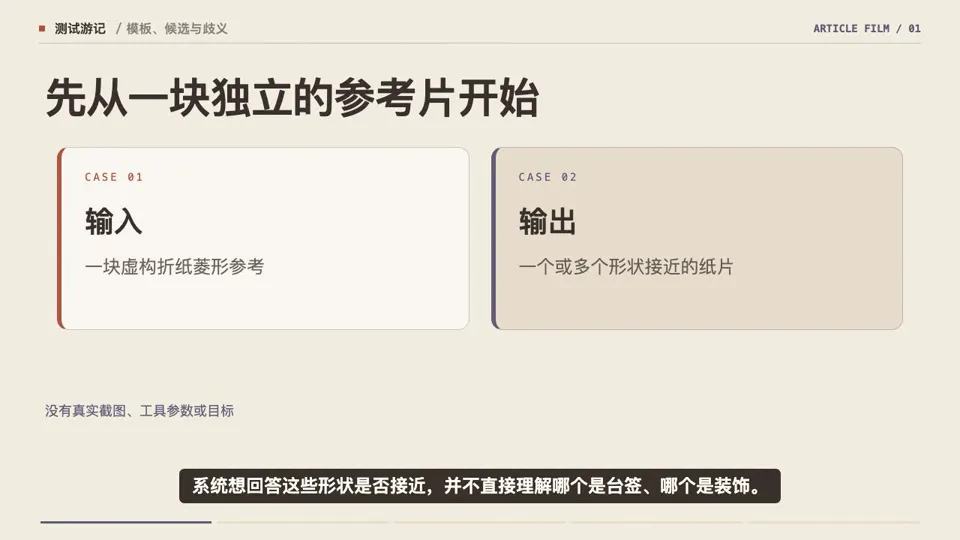 测试游记 / 模板、候选与歧义
ARTICLE FILM / 01
先从一块独立的参考片开始
CASE 01
输入
一块虚构折纸菱形参考
CASE 02
输出
一个或多个形状接近的纸片
没有真实截图、工具参数或目标
系统想回答这些形状是否接近，并不直接理解哪个是台签、哪个是装饰。